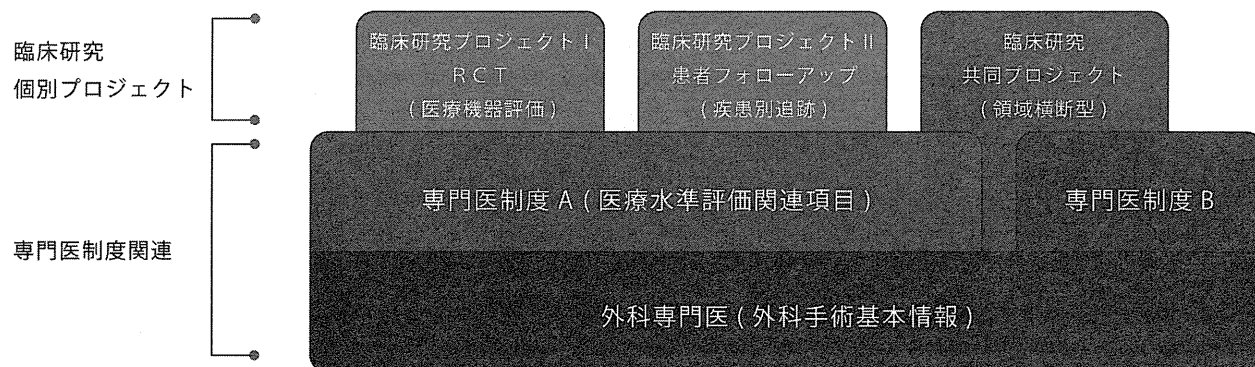 臨床研究
個別プロジェクト
臨床研究プロジェクトⅠ
ＲＣＴ
(医療機器評価)
臨床研究プロジェクトⅡ
患者フォローアップ
(疾患別追跡)
臨床研究
共同プロジェクト
(領域横断型)
専門医制度関連
専門医制度 A (医療水準評価関連項目)
専門医制度 B
外科専門医 (外科手術基本情報)